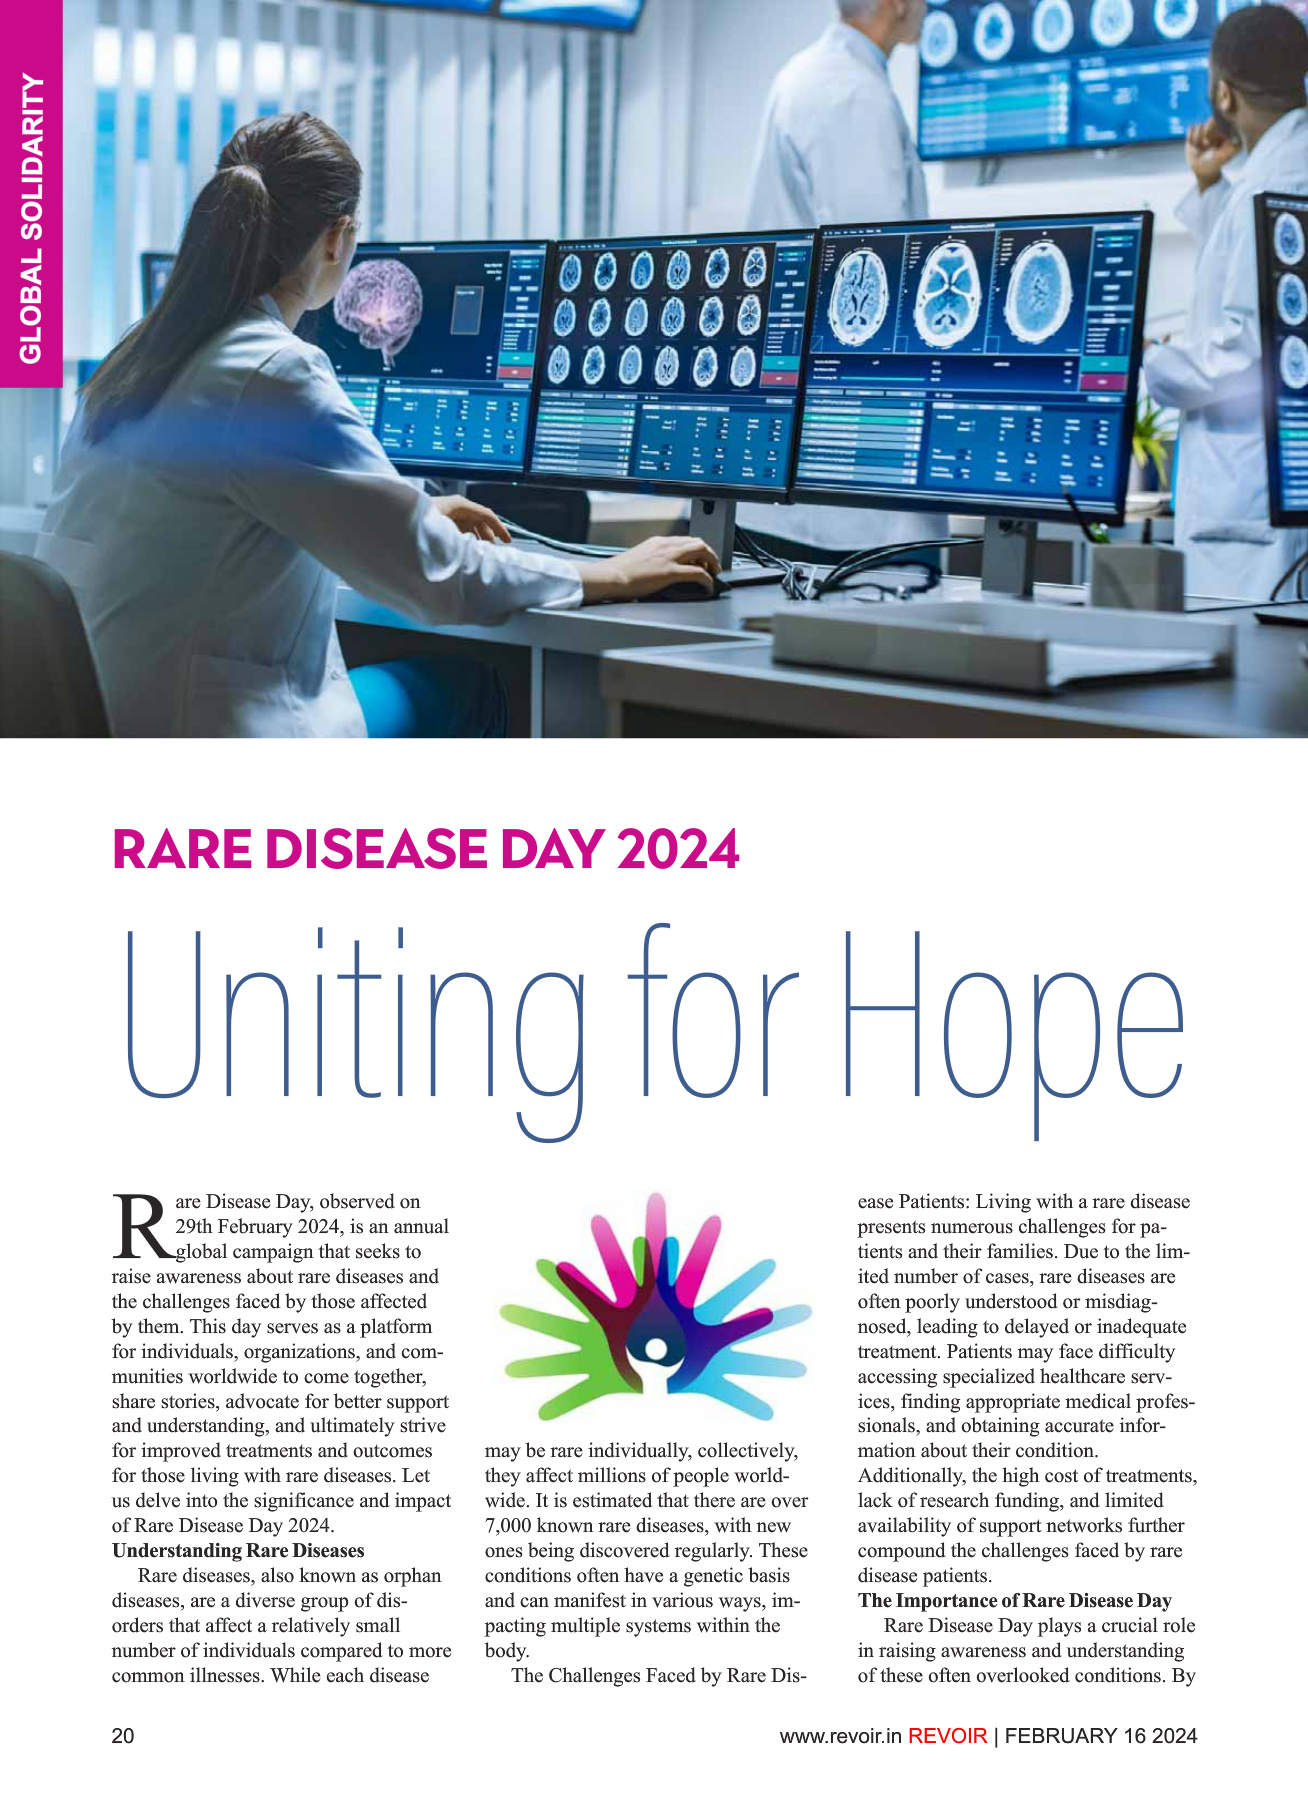 GLOBAL SOLIDARITY
RARE DISEASE DAY 2024
Uniting for Hope
Rare Disease Day, observed on
29th February 2024, is an annual
global campaign that seeks to
raise awareness about rare diseases and
the challenges faced by those affected
by them. This day serves as a platform
for individuals, organizations, and com-
munities worldwide to come together,
share stories, advocate for better support
and understanding, and ultimately strive
for improved treatments and outcomes
for those living with rare diseases. Let
us delve into the significance and impact
of Rare Disease Day 2024.
Understanding Rare Diseases
Rare diseases, also known as orphan
diseases, are a diverse group of dis-
orders that affect a relatively small
number of individuals compared to more
common illnesses. While each disease
may be rare individually, collectively,
they affect millions of people world-
wide. It is estimated that there are over
7,000 known rare diseases, with new
ones being discovered regularly. These
conditions often have a genetic basis
and can manifest in various ways, im-
pacting multiple systems within the
body.
The Challenges Faced by Rare Dis-
ease Patients: Living with a rare disease
presents numerous challenges for pa-
tients and their families. Due to the lim-
ited number of cases, rare diseases are
often poorly understood or misdiag-
nosed, leading to delayed or inadequate
treatment. Patients may face difficulty
accessing specialized healthcare serv-
ices, finding appropriate medical profes-
sionals, and obtaining accurate infor-
mation about their condition.
Additionally, the high cost of treatments,
lack of research funding, and limited
availability of support networks further
compound the challenges faced by rare
disease patients.
The Importance of Rare Disease Day
Rare Disease Day plays a crucial role
in raising awareness and understanding
of these often overlooked conditions. By
20
www.revoir.in REVOIR | FEBRUARY 16 2024